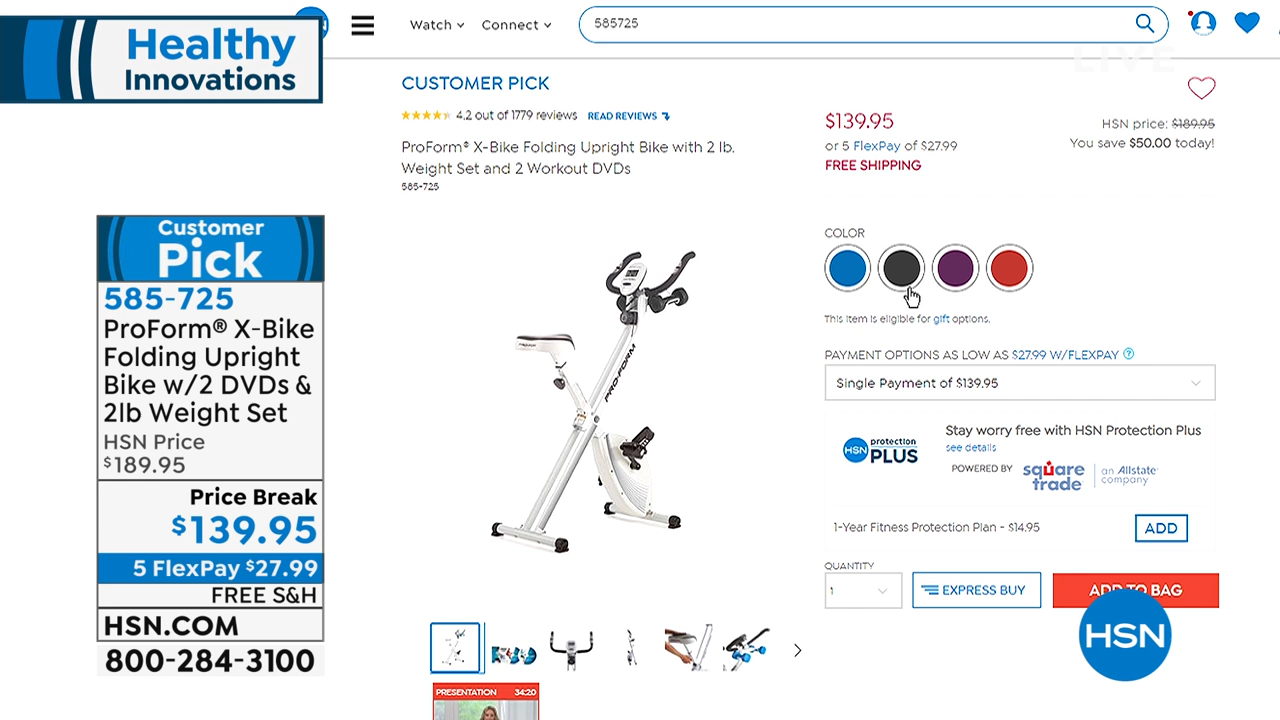 Healthy
Innovations
Watch
Connect
585725
LIVE
CUSTOMER PICK
4.2 out of 1779 reviews READ REVIEWS
ProForm® X-Bike Folding Upright Bike with 2 lb.
Weight Set and 2 Workout DVDs
585-725
$139.95
or 5 FlexPay of $27.99
FREE SHIPPING
HSN price: $189.95
You save $50.00 today!
COLOR
This item is eligible for gift options.
PAYMENT OPTIONS AS LOW AS $27.99 W/FLEXPAY ?
Single Payment of $139.95
HSN protection
PLUS
Stay worry free with HSN Protection Plus
see details
POWERED BY
square
trade
an Allstate
company
1-Year Fitness Protection Plan - $14.95
ADD
QUANTITY
1
EXPRESS BUY
ADD TO BAG
HSN
PRO-FORM
PRESENTATION 34:20
Customer
Pick
585-725
ProForm® X-Bike
Folding Upright
Bike w/2 DVDs &
2lb Weight Set
HSN Price
$189.95
Price Break
$139.95
5 FlexPay $27.99
FREE S&H
HSN.COM
800-284-3100